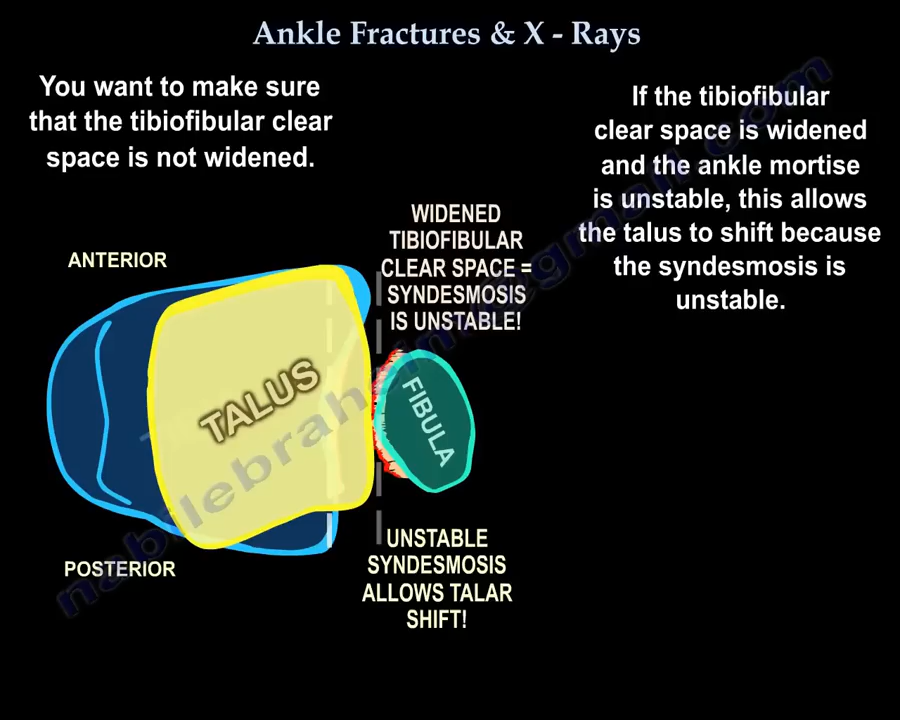 Ankle Fractures & X - Rays
You want to make sure
that the tibiofibular clear
space is not widened.
If the tibiofibular
clear space is widened
and the ankle mortise
is unstable, this allows
the talus to shift because
the syndesmosis is
unstable.
WIDENED
TIBIOFIBULAR
CLEAR SPACE =
SYNDESMOSIS
IS UNSTABLE!
ANTERIOR
TALUS
FIBULA
POSTERIOR
UNSTABLE
SYNDESMOSIS
ALLOWS TALAR
SHIFT!